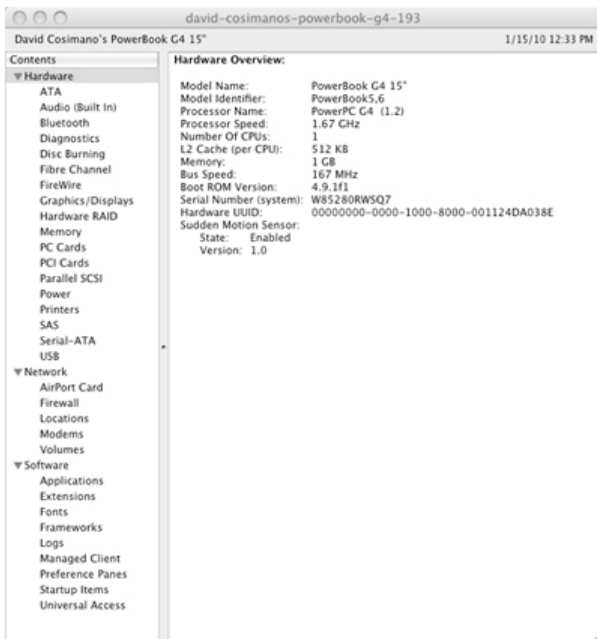 david-cosimanos-powerbook-g4-193
David Cosimano's PowerBook G4 15"
1/15/10 12:33 PM
Contents
Hardware
ATA
Audio (Built In)
Bluetooth
Diagnostics
Disc Burning
Fibre Channel
FireWire
Graphics/Displays
Hardware RAID
Memory
PC Cards
PCI Cards
Parallel SCSI
Power
Printers
SAS
Serial-ATA
USB
Network
AirPort Card
Firewall
Locations
Modems
Volumes
Software
Applications
Extensions
Fonts
Frameworks
Logs
Managed Client
Preference Panes
Startup Items
Universal Access
Hardware Overview:
Model Name: PowerBook G4 15"
Model Identifier: PowerBook5,6
Processor Name: PowerPC G4 (1.2)
Processor Speed: 1.67 GHz
Number Of CPUs: 1
L2 Cache (per CPU): 512 KB
Memory: 1 GB
Bus Speed: 167 MHz
Boot ROM Version: 4.9.1f1
Serial Number (system): W85280RWSQ7
Hardware UUID: 00000000-0000-1000-8000-001124DA038E
Sudden Motion Sensor:
State: Enabled
Version: 1.0